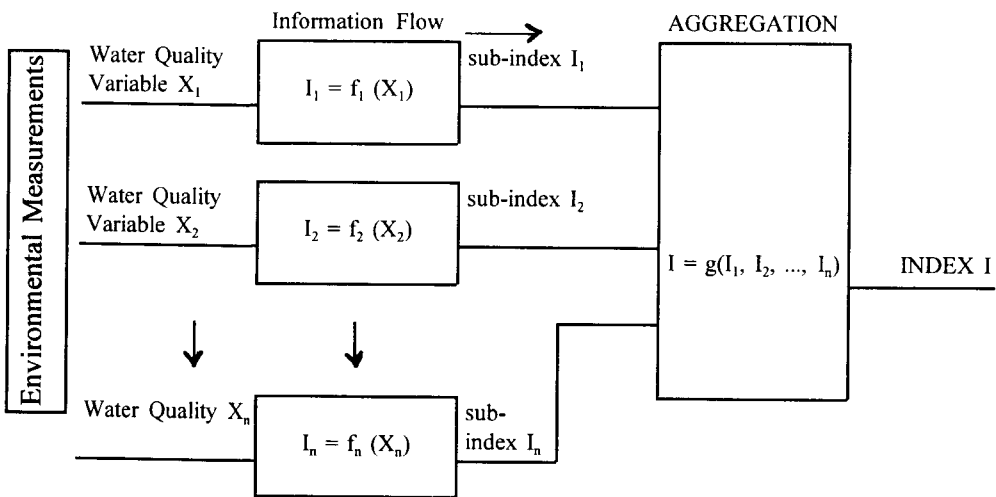 Information Flow
AGGREGATION
Environmental Measurements
Water Quality
Variable X₁
I₁ = f₁ (X₁)
sub-index I₁
Water Quality
Variable X₂
I₂ = f₂ (X₂)
sub-index I₂
I = g(I₁, I₂, ..., Iₙ)
INDEX I
Water Quality Xₙ
Iₙ = fₙ (Xₙ)
sub-
index Iₙ